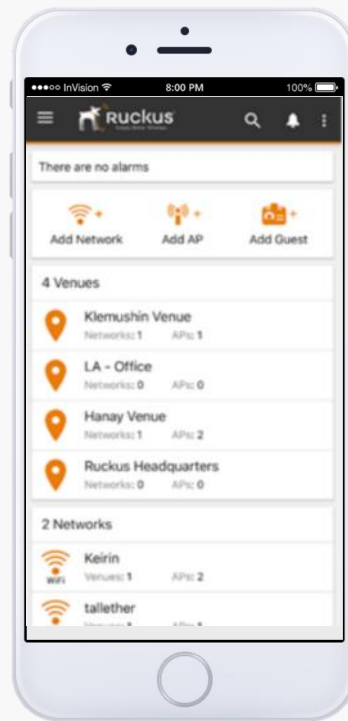 InVision 8:00 PM 100%
RUCKUS
There are no alarms
Add Network Add AP Add Guest
4 Venues
Klemushin Venue
Networks: 1 APs: 1
LA - Office
Networks: 0 APs: 0
Hanay Venue
Networks: 1 APs: 2
Ruckus Headquarters
Networks: 0 APs: 0
2 Networks
Keirin
WiFi
Venues: 1 APs: 2
tallether